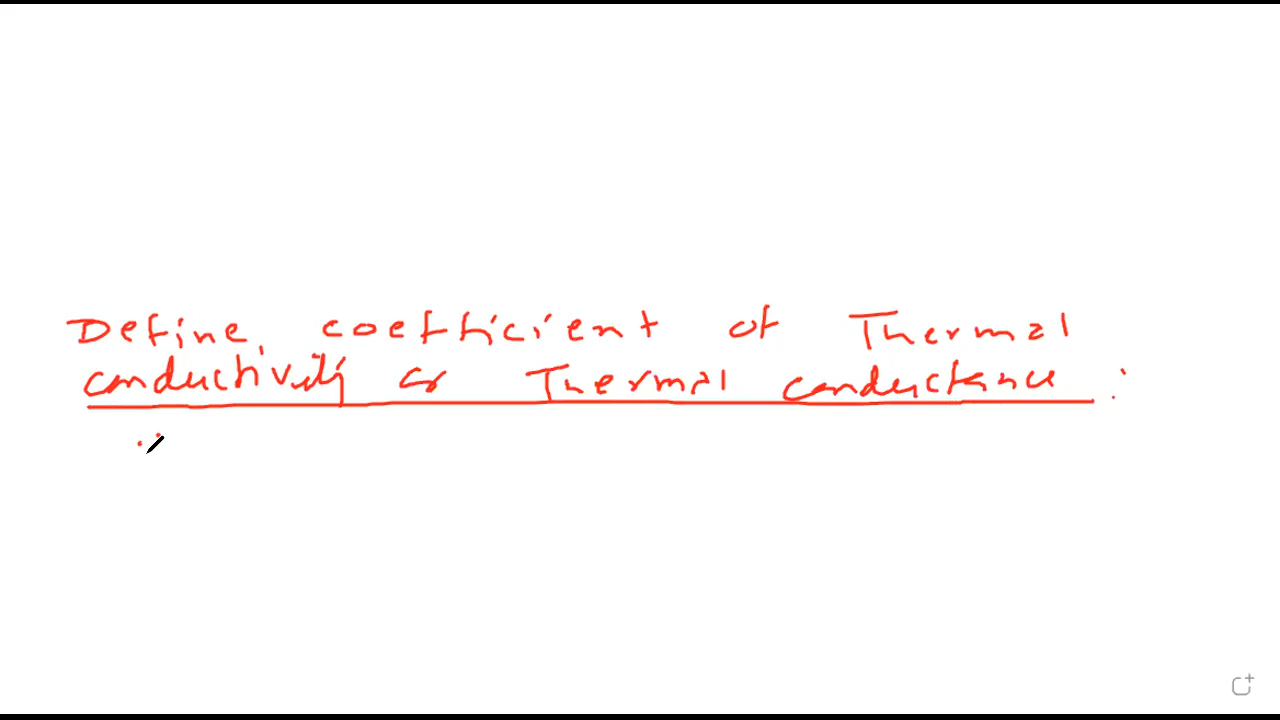 Define coefficient of Thermal
conductivity or Thermal conductance :